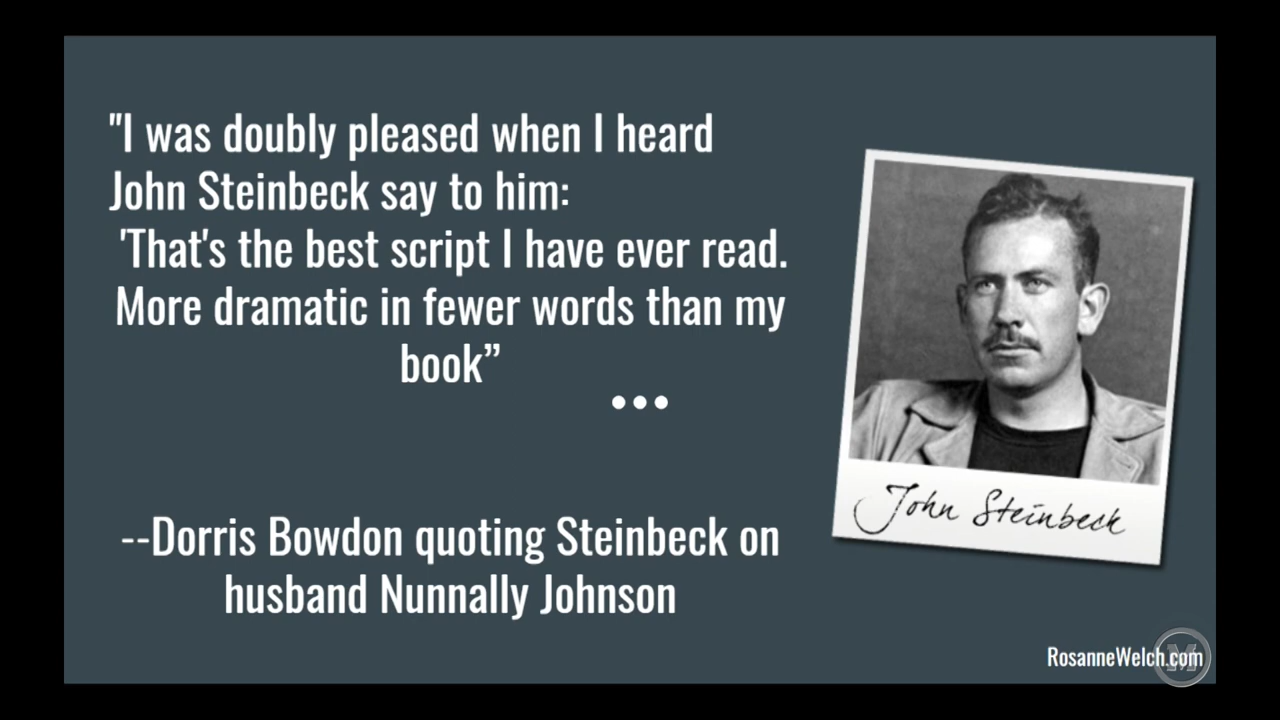 "I was doubly pleased when I heard
John Steinbeck say to him:
'That's the best script I have ever read.
More dramatic in fewer words than my
book”
--Dorris Bowdon quoting Steinbeck on
husband Nunnally Johnson
John Steinbeck
RosanneWelch.com
M